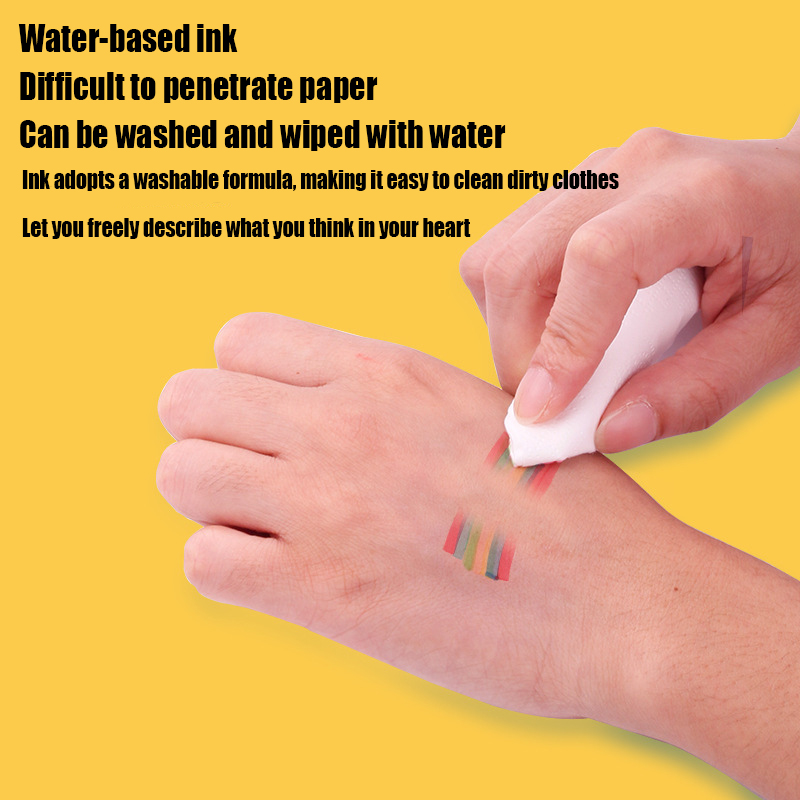 Water-based ink
Difficult to penetrate paper
Can be washed and wiped with water
Ink adopts a washable formula, making it easy to clean dirty clothes
Let you freely describe what you think in your heart